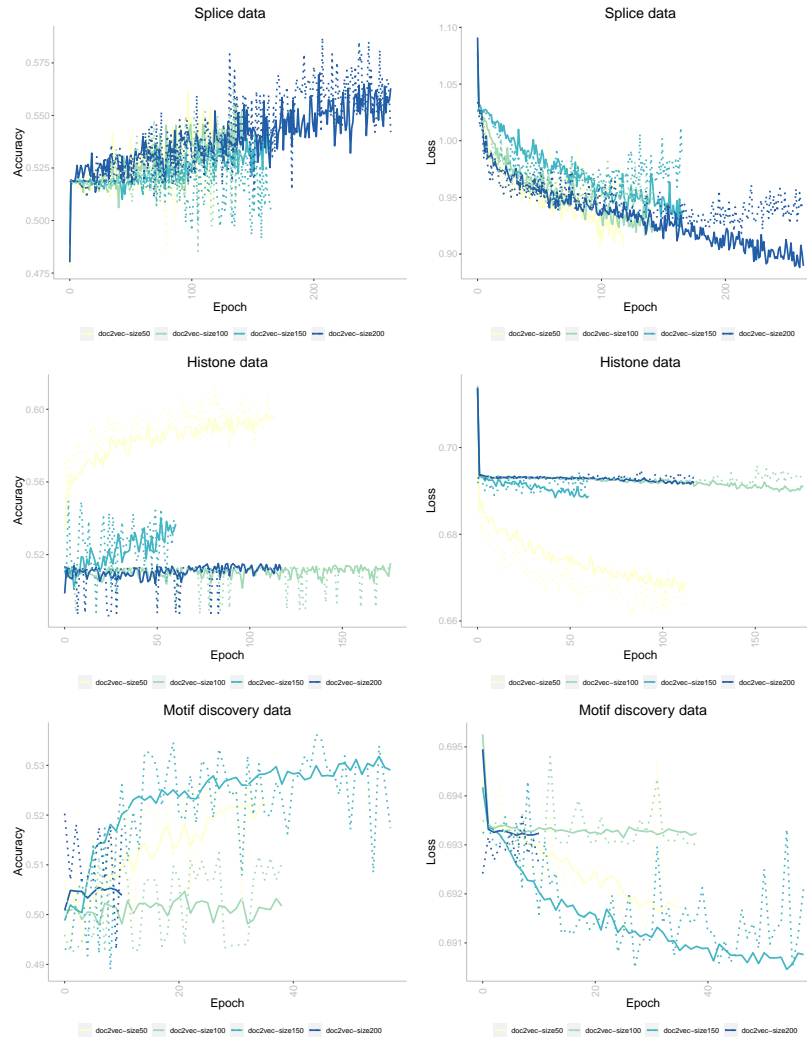 Splice data
Accuracy
0.575
0.550
0.525
0.500
0.475
0
100
200
Epoch
doc2vec-size50 doc2vec-size100 doc2vec-size150 doc2vec-size200
Splice data
Loss
1.10
1.05
1.00
0.95
0.90
0
100
200
Epoch
doc2vec-size50 doc2vec-size100 doc2vec-size150 doc2vec-size200
Histone data
Accuracy
0.60
0.56
0.52
0
50
100
150
Epoch
doc2vec-size50 doc2vec-size100 doc2vec-size150 doc2vec-size200
Histone data
Loss
0.70
0.68
0.66
0
50
100
150
Epoch
doc2vec-size50 doc2vec-size100 doc2vec-size150 doc2vec-size200
Motif discovery data
Accuracy
0.53
0.52
0.51
0.50
0.49
0
20
40
Epoch
doc2vec-size50 doc2vec-size100 doc2vec-size150 doc2vec-size200
Motif discovery data
Loss
0.695
0.694
0.693
0.692
0.691
0
20
40
Epoch
doc2vec-size50 doc2vec-size100 doc2vec-size150 doc2vec-size200